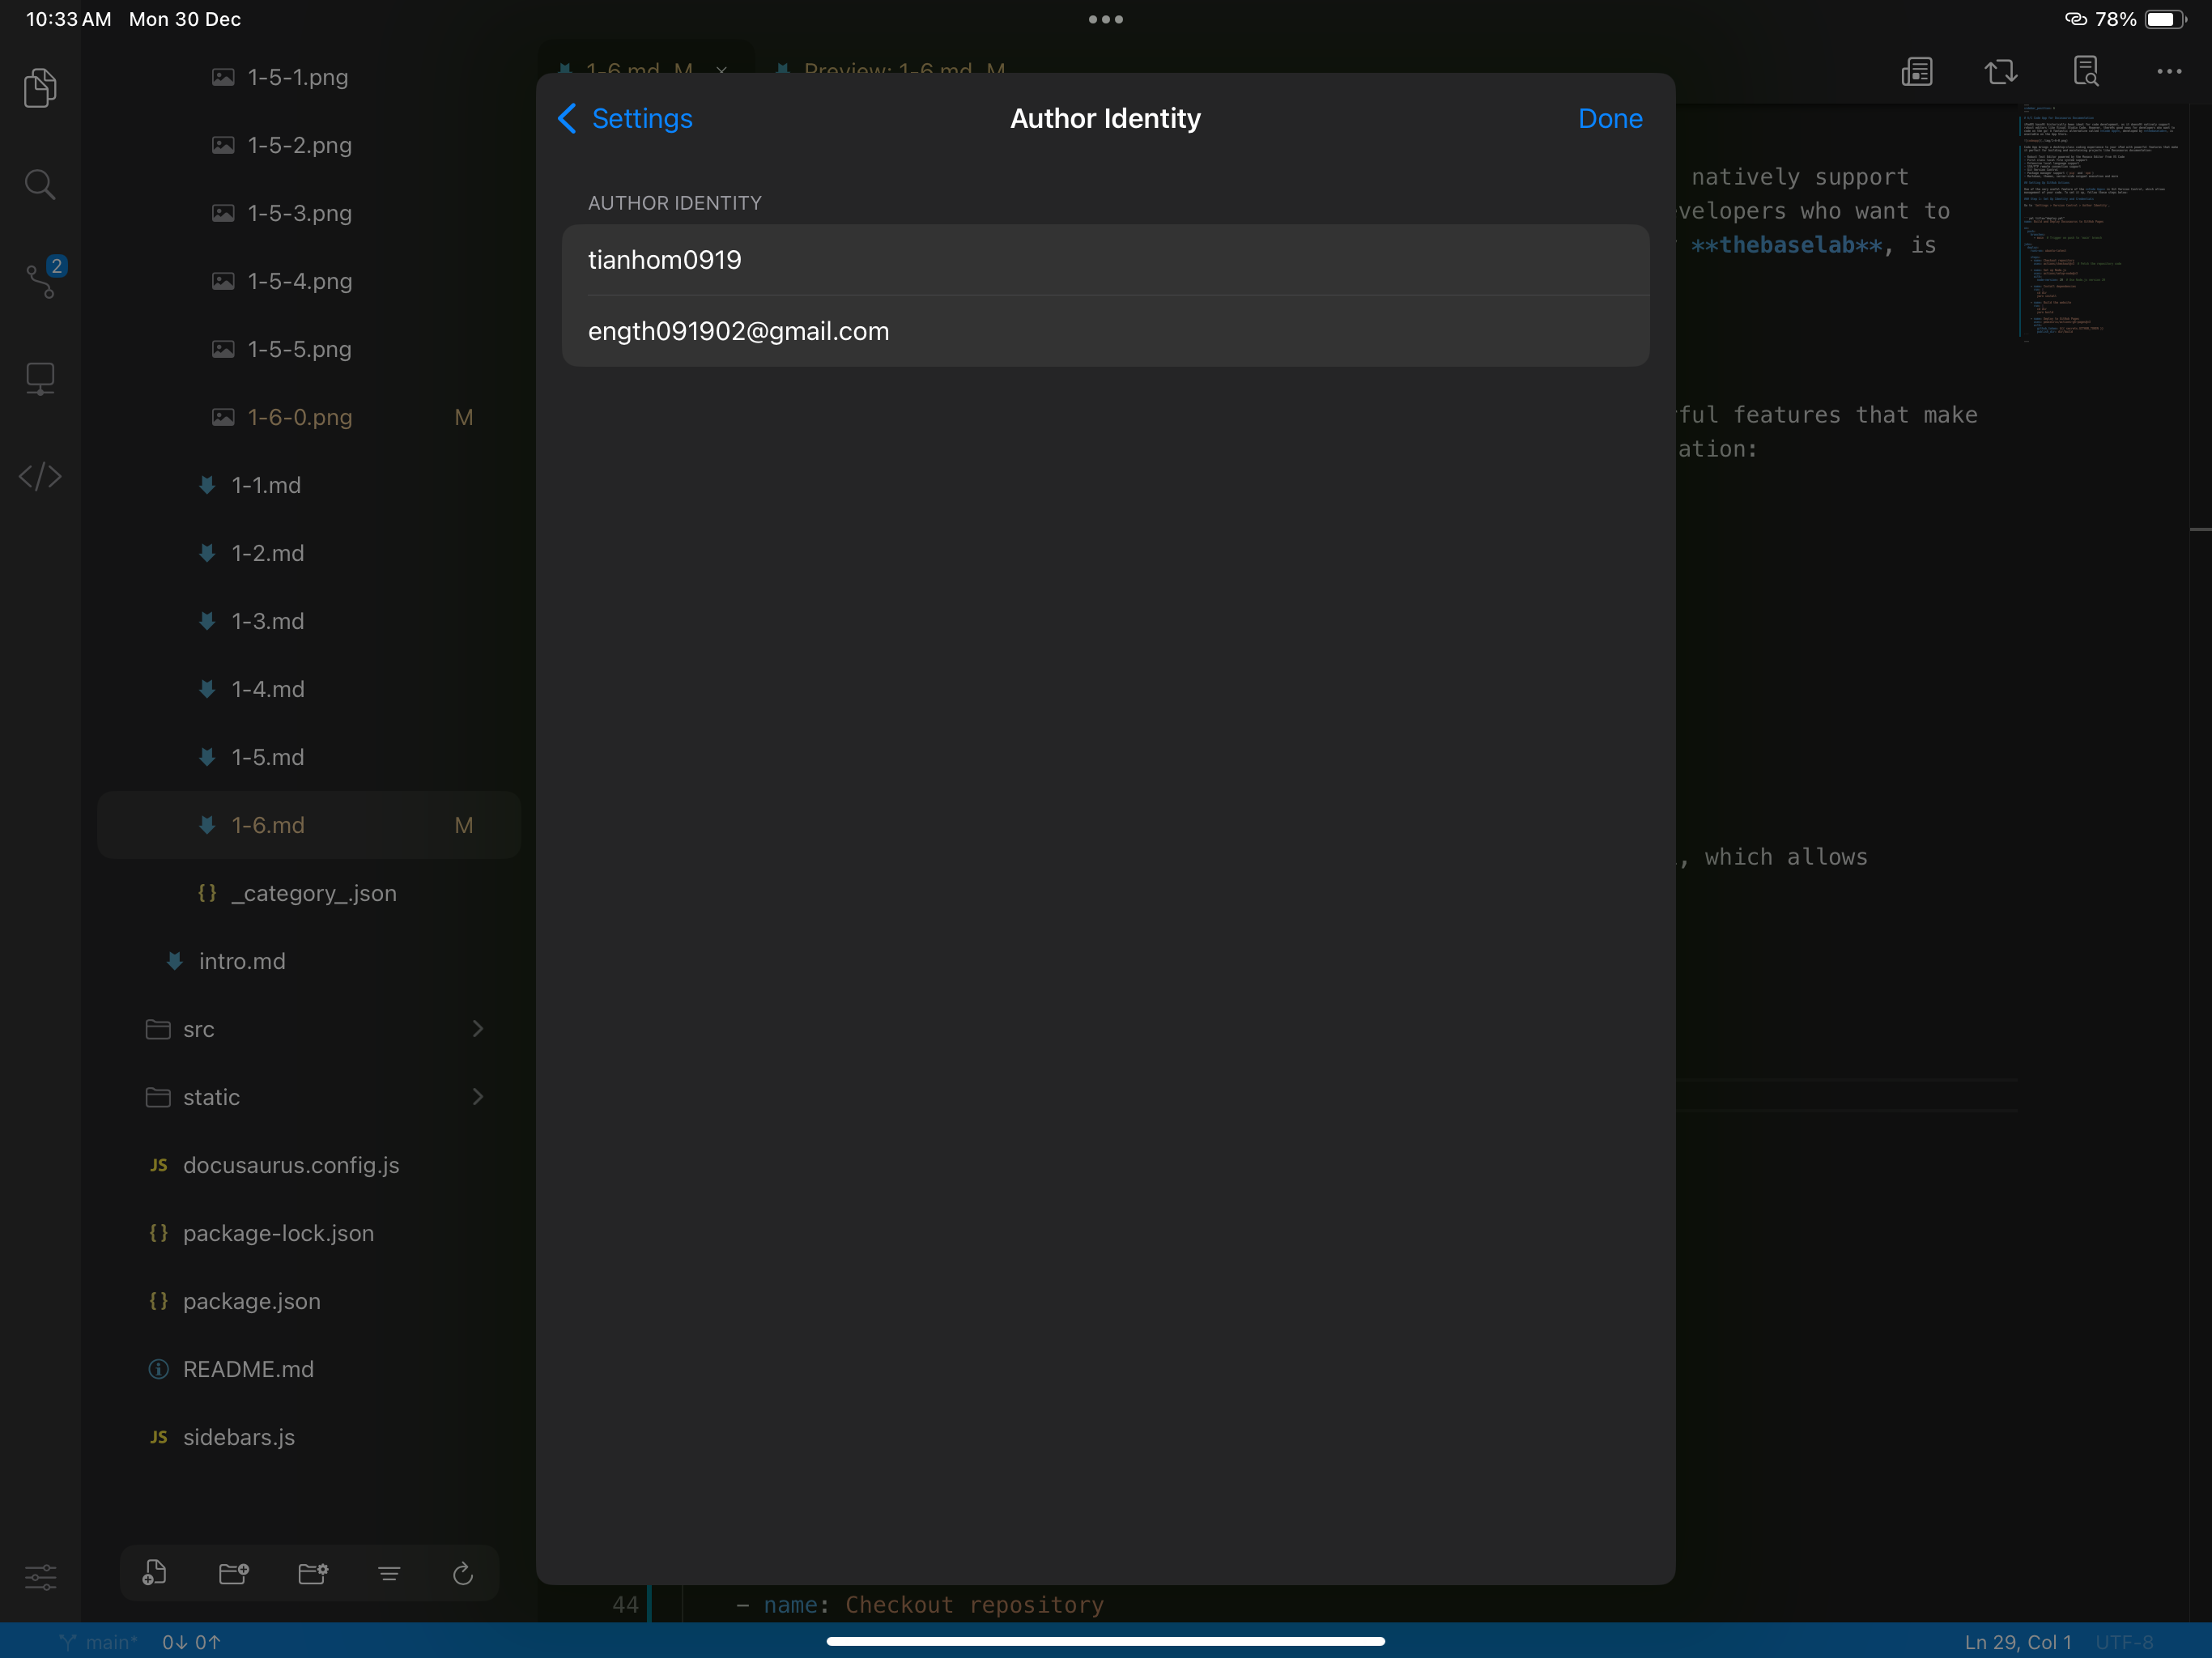 10:33 AM Mon 30 Dec
78%
1-5-1.png
1-5-2.png
1-5-3.png
1-5-4.png
1-5-5.png
1-6-0.png M
1-1.md
1-2.md
1-3.md
1-4.md
1-5.md
1-6.md M
{} _category_.json
intro.md
src
static
JS docusaurus.config.js
{} package-lock.json
{} package.json
README.md
JS sidebars.js
2
1-6.md M ×
Preview: 1-6.md M
Settings
Author Identity
Done
AUTHOR IDENTITY
tianhom0919
ength091902@gmail.com
natively support
velopers who want to
**thebaselab**, is
ful features that make
ation:
, which allows
44 - name: Checkout repository
main* 0↓ 0↑
Ln 29, Col 1 UTF-8